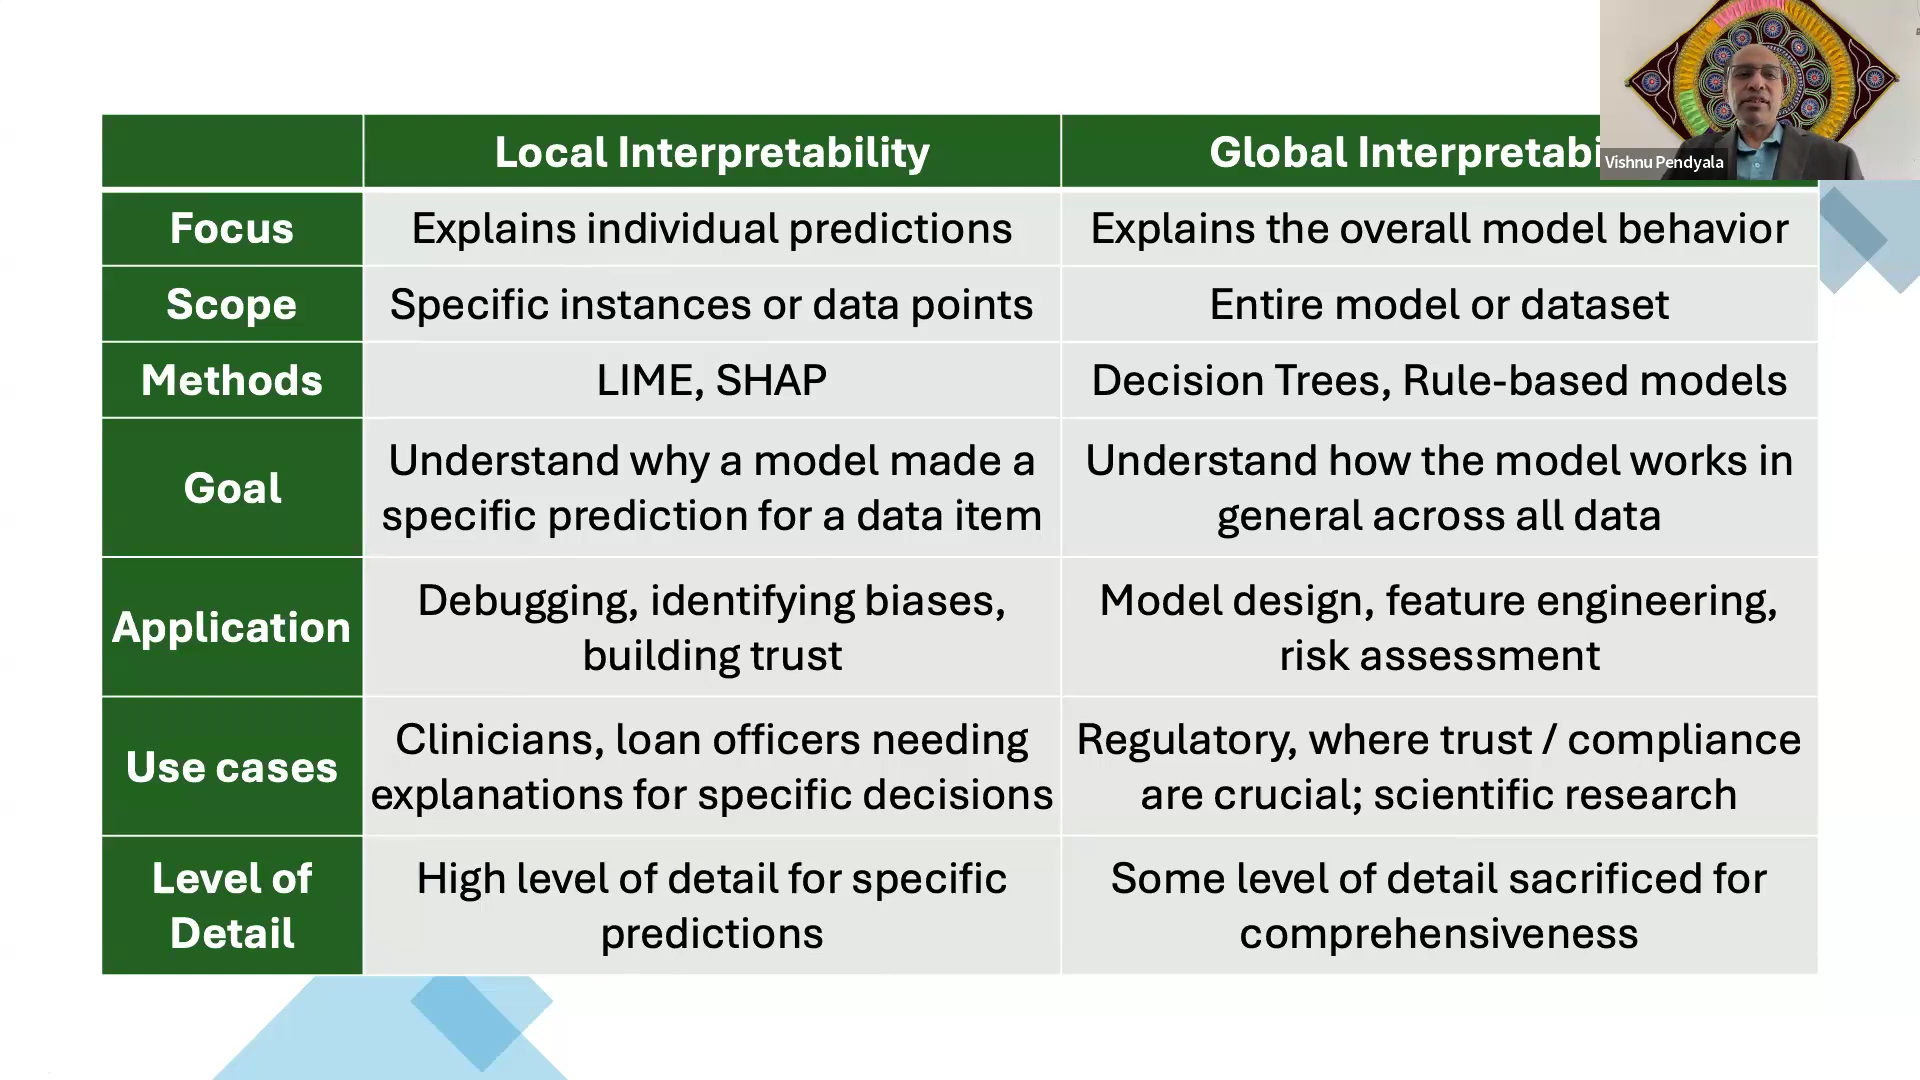 Local Interpretability
Global Interpretabi
Vishnu Pendyala
Focus
Explains individual predictions
Explains the overall model behavior
Scope
Specific instances or data points
Entire model or dataset
Methods
LIME, SHAP
Decision Trees, Rule-based models
Goal
Understand why a model made a
specific prediction for a data item
Understand how the model works in
general across all data
Application
Debugging, identifying biases,
building trust
Model design, feature engineering,
risk assessment
Use cases
Clinicians, loan officers needing
explanations for specific decisions
Regulatory, where trust / compliance
are crucial; scientific research
Level of
Detail
High level of detail for specific
predictions
Some level of detail sacrificed for
comprehensiveness